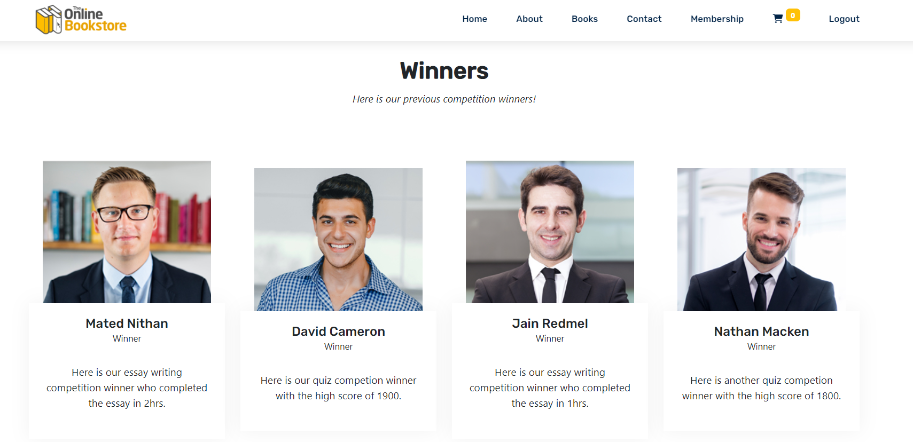 The
Online
Bookstore
Home About Books Contact Membership 0 Logout
Winners
Here is our previous competition winners!
Mated Nithan
Winner
Here is our essay writing
competition winner who completed
the essay in 2hrs.
David Cameron
Winner
Here is our quiz competion winner
with the high score of 1900.
Jain Redmel
Winner
Here is our essay writing
competition winner who completed
the essay in 1hrs.
Nathan Macken
Winner
Here is another quiz competion
winner with the high score of 1800.